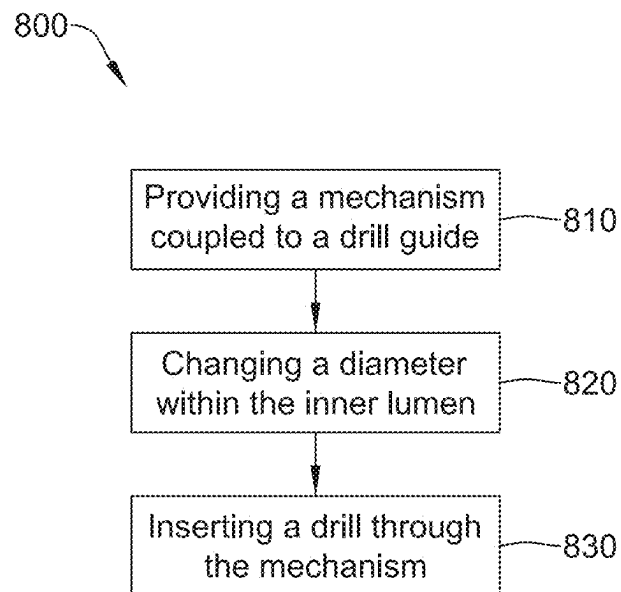 800
Providing a mechanism
coupled to a drill guide
810
Changing a diameter
within the inner lumen
820
Inserting a drill through
the mechanism
830